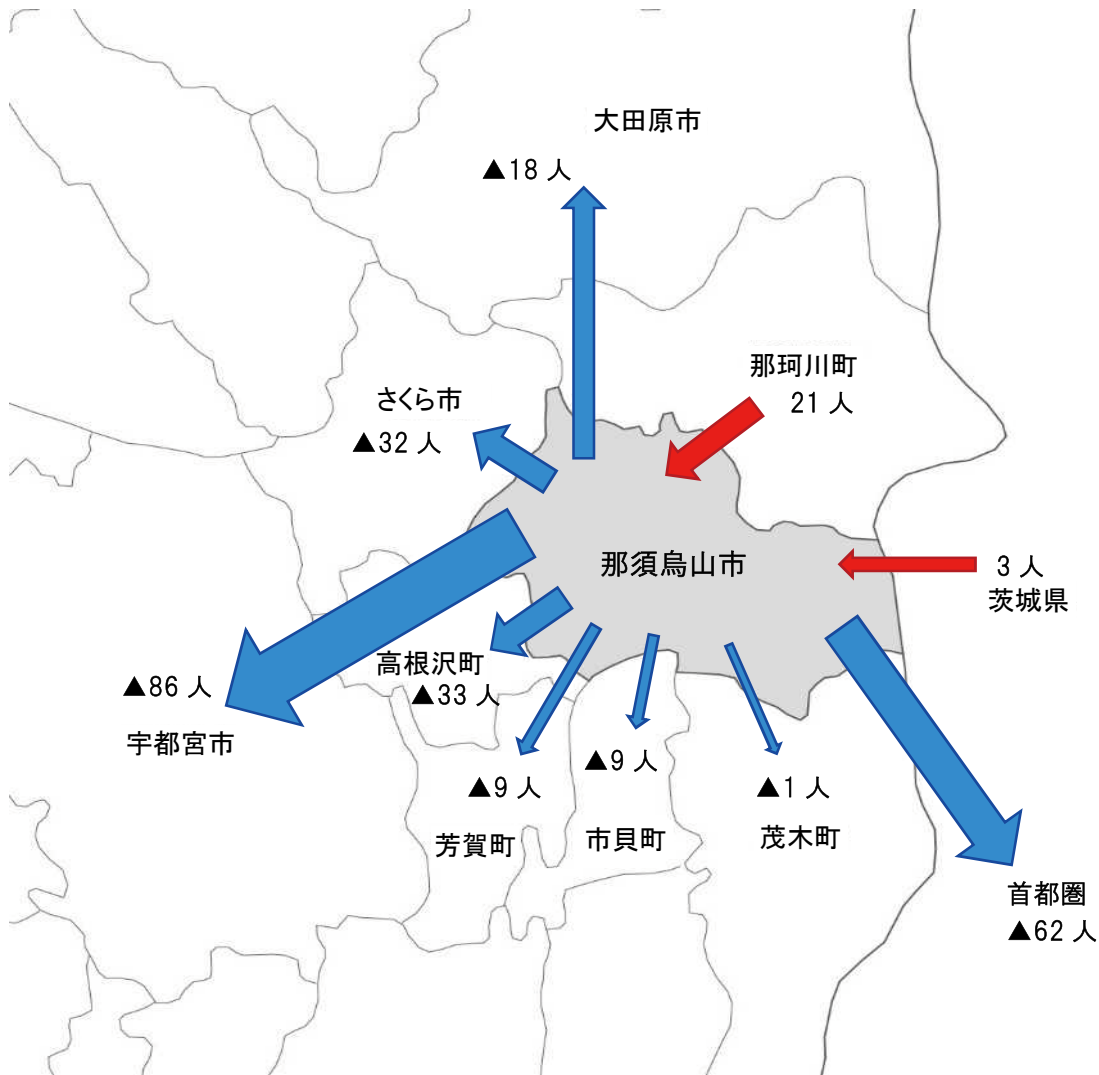 大田原市
▲18 人
那珂川町
21 人
さくら市
▲32 人
那須烏山市
3 人
茨城県
高根沢町
▲33 人
▲86 人
宇都宮市
▲9 人
芳賀町
▲9 人
市貝町
▲1 人
茂木町
首都圏
▲62 人